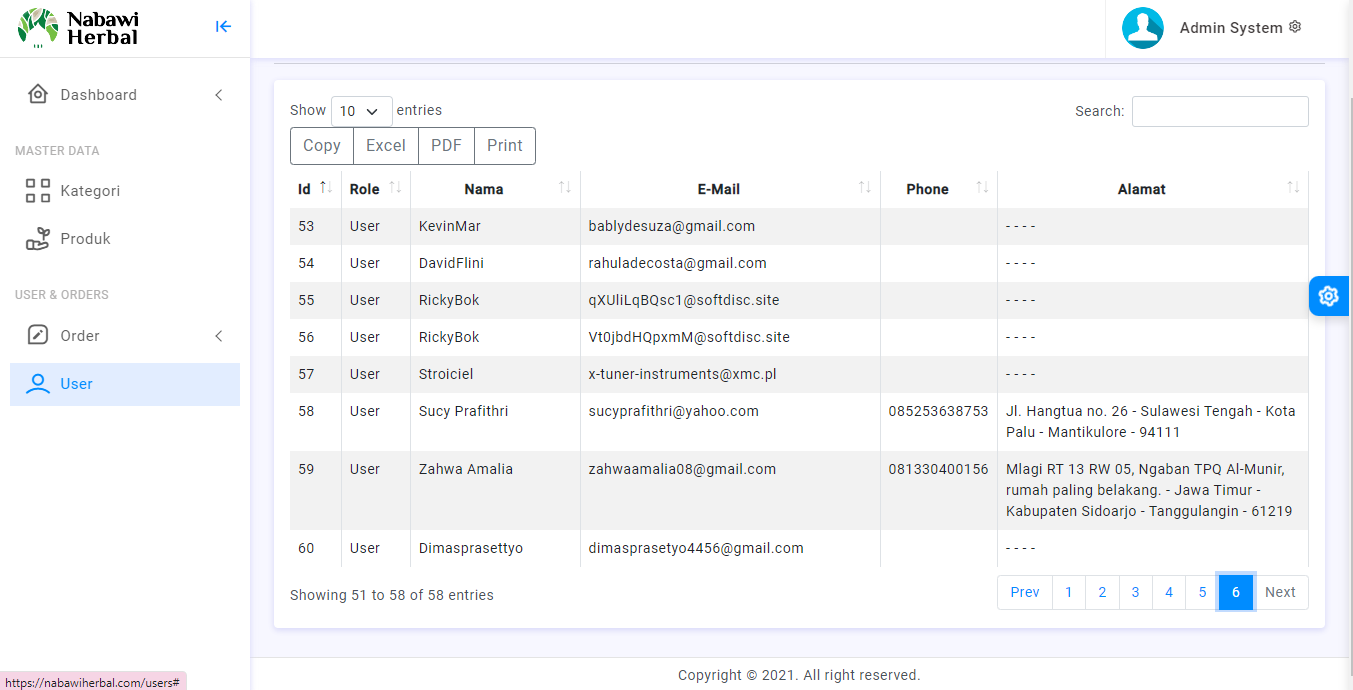 Nabawi
Herbal
Admin System
Dashboard
MASTER DATA
Kategori
Produk
USER & ORDERS
Order
User
Show 10 entries
Search:
Copy Excel PDF Print
Id Role Nama E-Mail Phone Alamat
53 User KevinMar bablydesuza@gmail.com - - - -
54 User DavidFlini rahuladecosta@gmail.com - - - -
55 User RickyBok qXUliLqBQsc1@softdisc.site - - - -
56 User RickyBok Vt0jbdHQpxmM@softdisc.site - - - -
57 User Stroiciel x-tuner-instruments@xmc.pl - - - -
58 User Sucy Prafithri sucyprafithri@yahoo.com 085253638753 Jl. Hangtua no. 26 - Sulawesi Tengah - Kota
Palu - Mantikulore - 94111
59 User Zahwa Amalia zahwaamalia08@gmail.com 081330400156 Mlagi RT 13 RW 05, Ngaban TPQ Al-Munir,
rumah paling belakang. - Jawa Timur -
Kabupaten Sidoarjo - Tanggulangin - 61219
60 User Dimasprasettyo dimasprasetyo4456@gmail.com - - - -
Showing 51 to 58 of 58 entries
Prev 1 2 3 4 5 6 Next
Copyright © 2021. All right reserved.
https://nabawiherbal.com/users#